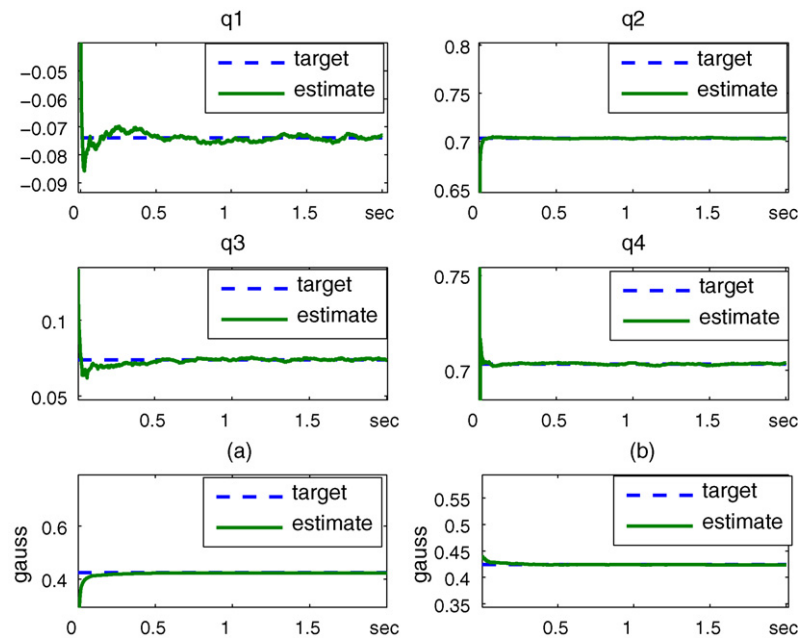 q1
target
estimate
−0.05
−0.06
−0.07
−0.08
−0.09
0 0.5 1 1.5 sec
q2
target
estimate
0.8
0.75
0.7
0.65
0 0.5 1 1.5 sec
q3
target
estimate
0.1
0.05
0.5 1 1.5 sec
q4
target
estimate
0.75
0.7
0 0.5 1 1.5 sec
(a)
target
estimate
gauss
0.6
0.4
0 0.5 1 1.5 sec
(b)
target
estimate
gauss
0.55
0.5
0.45
0.4
0.35
0 0.5 1 1.5 sec